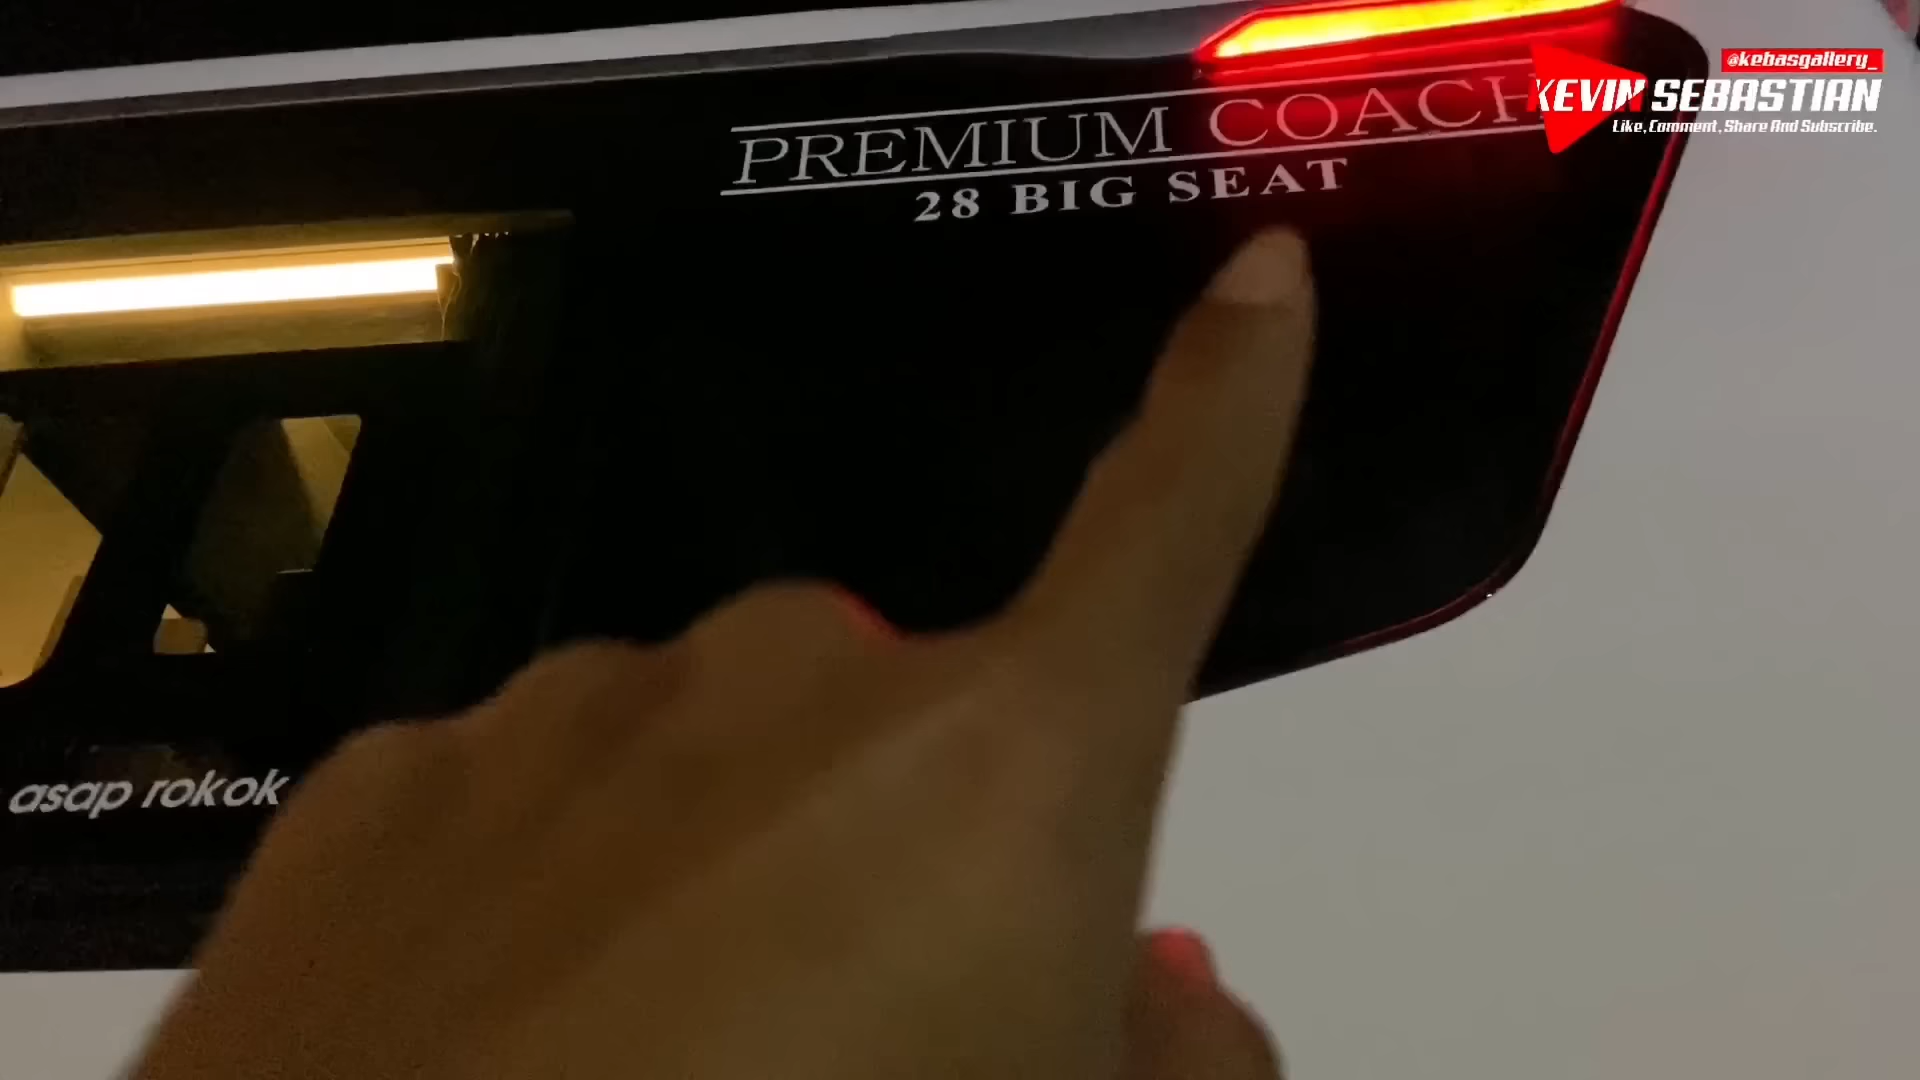 @kebasgallery_
KEVIN SEBASTIAN
Like, Comment, Share And Subscribe.
PREMIUM COACH
28 BIG SEAT
asap rokok